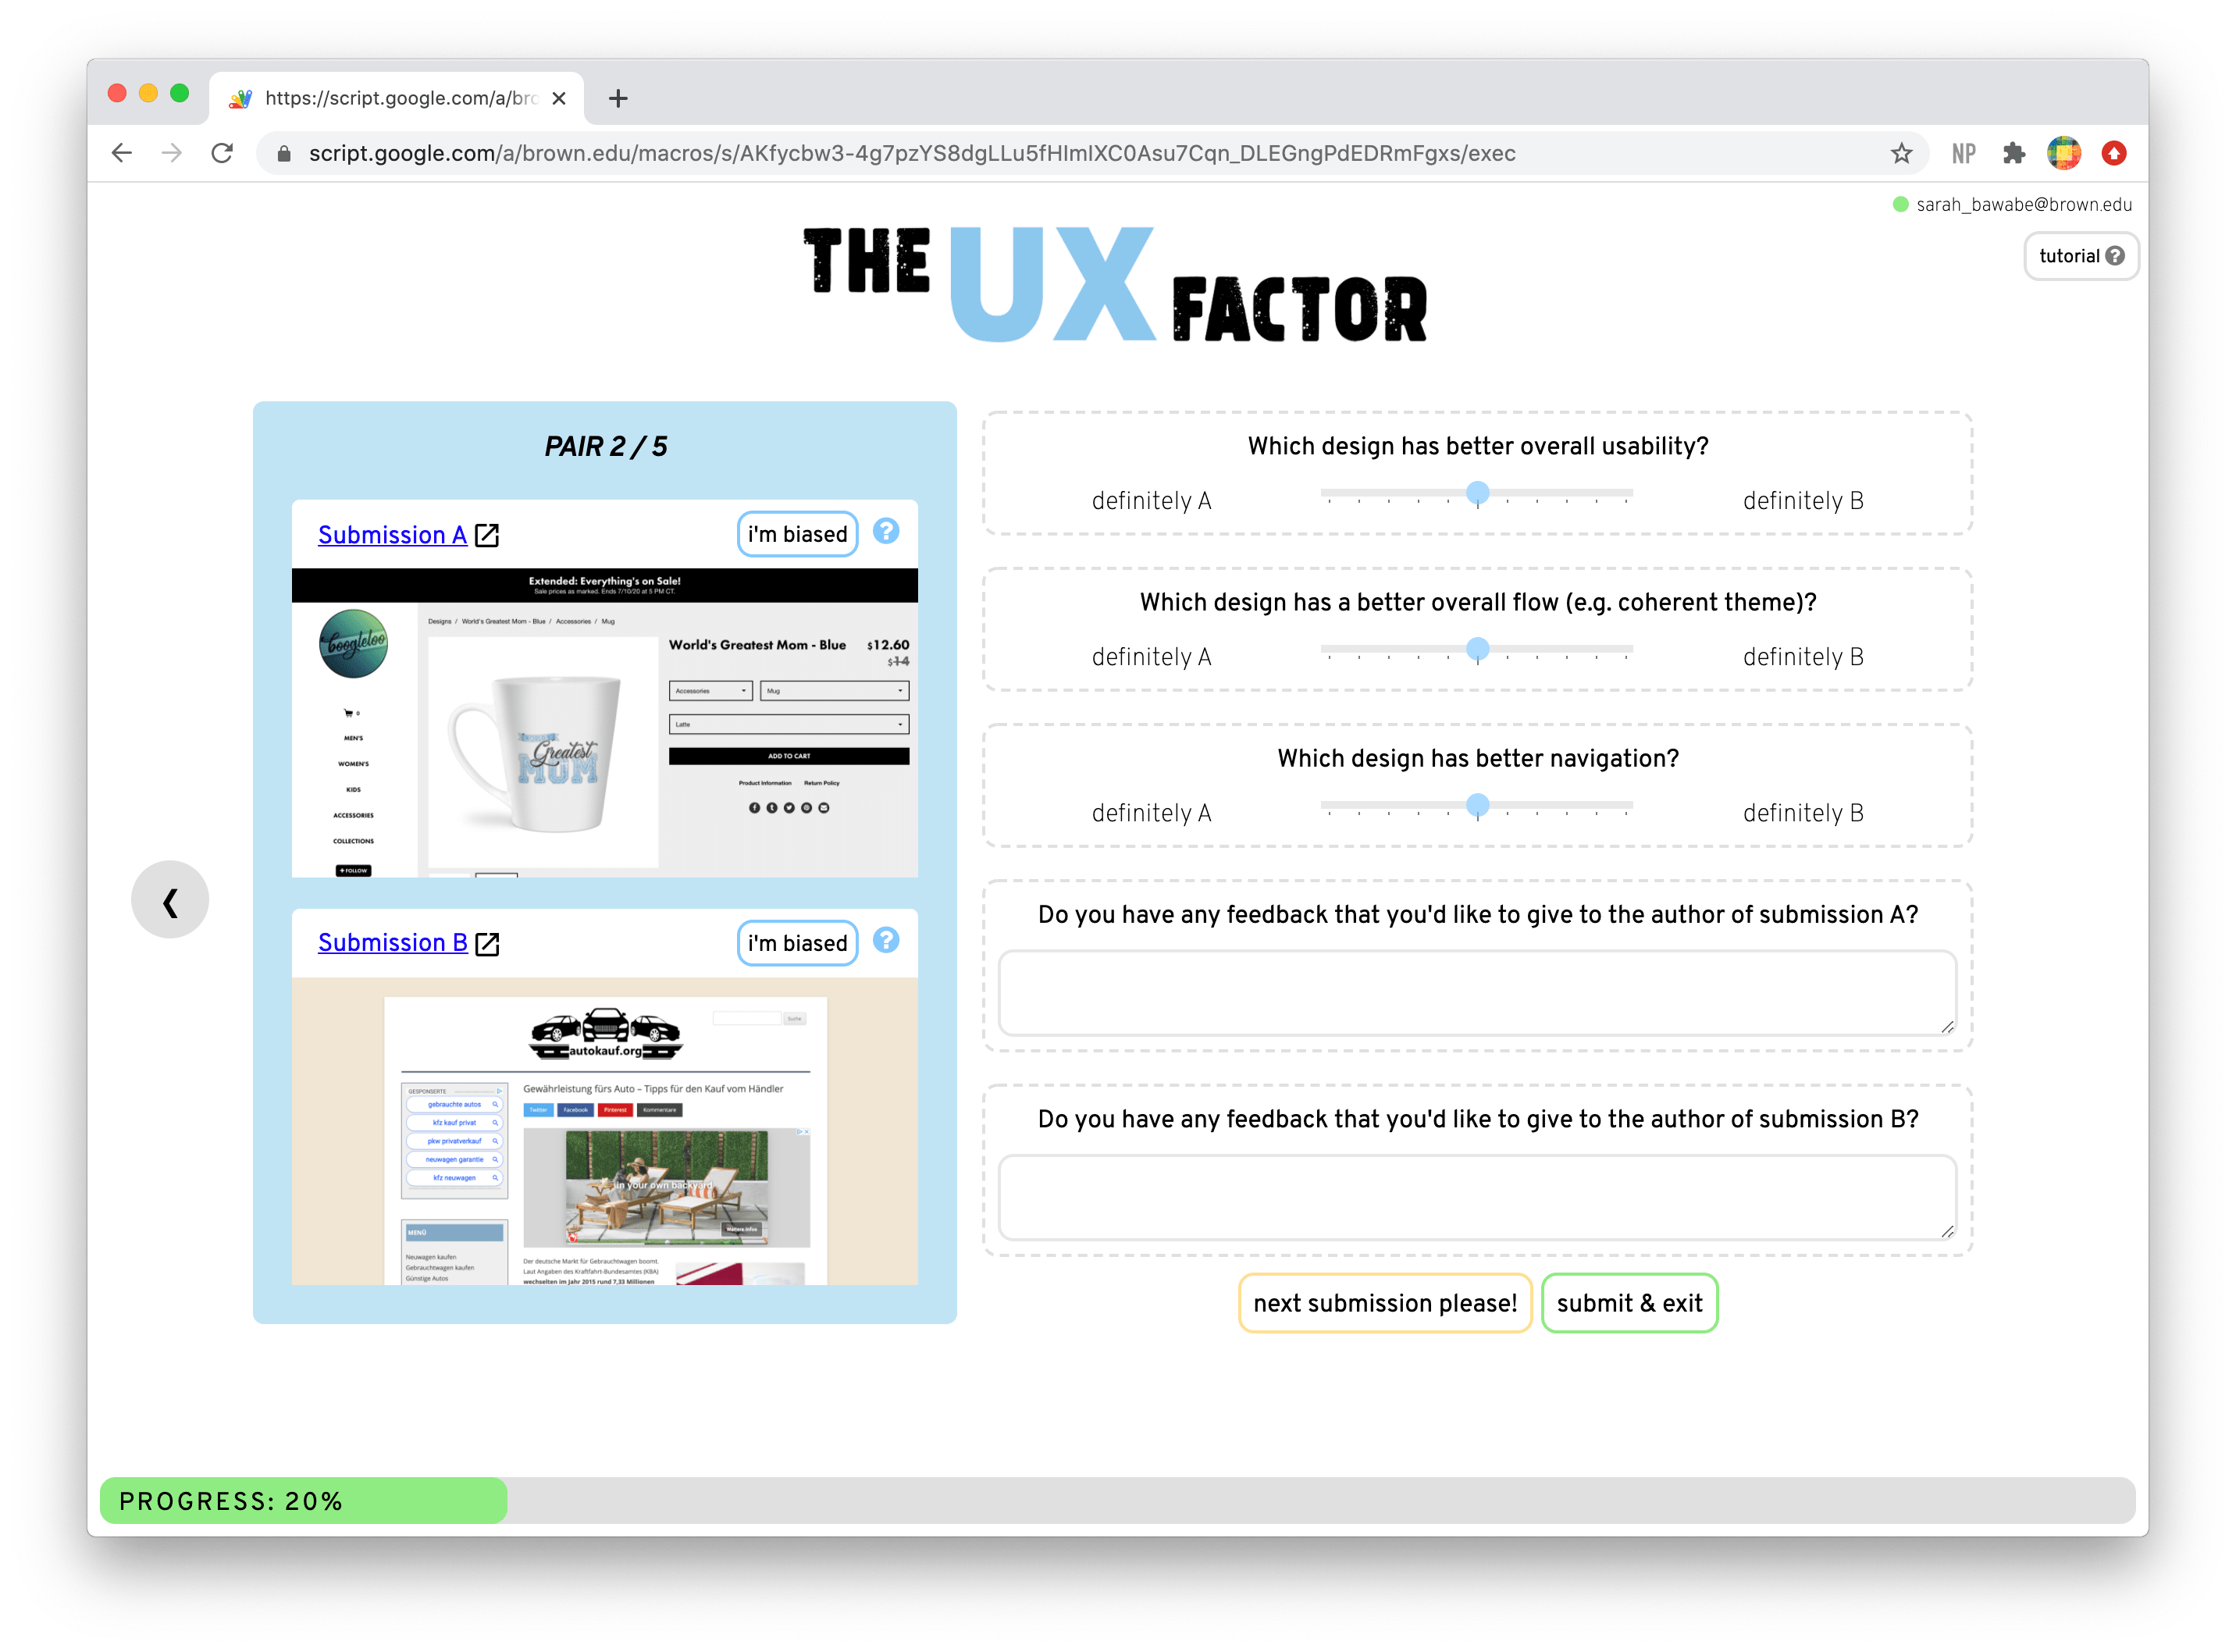 https://script.google.com/a/bro
script.google.com/a/brown.edu/macros/s/AKfycbw3-4g7pzYS8dgLLu5fHImIXC0Asu7Cqn_DLEGngPdEDRmFgxs/exec
NP
sarah_bawabe@brown.edu
tutorial ?
THE UX FACTOR
PAIR 2 / 5
Submission A
i'm biased
?
Extended: Everything's on Sale!
Sale prices as marked. Ends 7/10/20 at 5 PM CT.
boogleloo
0
MEN'S
WOMEN'S
KIDS
ACCESSORIES
COLLECTIONS
+ FOLLOW
Designs / World's Greatest Mom - Blue / Accessories / Mug
Greatest
MOM
World's Greatest Mom - Blue
$12.60
$14
Accessories
Mug
Latte
ADD TO CART
Product Information
Return Policy
Submission B
i'm biased
?
autokauf.org
Suche
GESPONSERTE
gebrauchte autos
kfz kauf privat
pkw privatverkauf
neuwagen garantie
kfz neuwagen
MENÜ
Neuwagen kaufen
Gebrauchtwagen kaufen
Günstige Autos
Gewährleistung fürs Auto – Tipps für den Kauf vom Händler
Twitter
Facebook
Pinterest
Kommentare
in your own backyard
Weitere Infos
Der deutsche Markt für Gebrauchtwagen boomt.
Laut Angaben des Kraftfahrt-Bundesamtes (KBA)
wechselten im Jahr 2015 rund 7,33 Millionen
Which design has better overall usability?
definitely A
definitely B
Which design has a better overall flow (e.g. coherent theme)?
definitely A
definitely B
Which design has better navigation?
definitely A
definitely B
Do you have any feedback that you'd like to give to the author of submission A?
Do you have any feedback that you'd like to give to the author of submission B?
next submission please!
submit & exit
PROGRESS: 20%